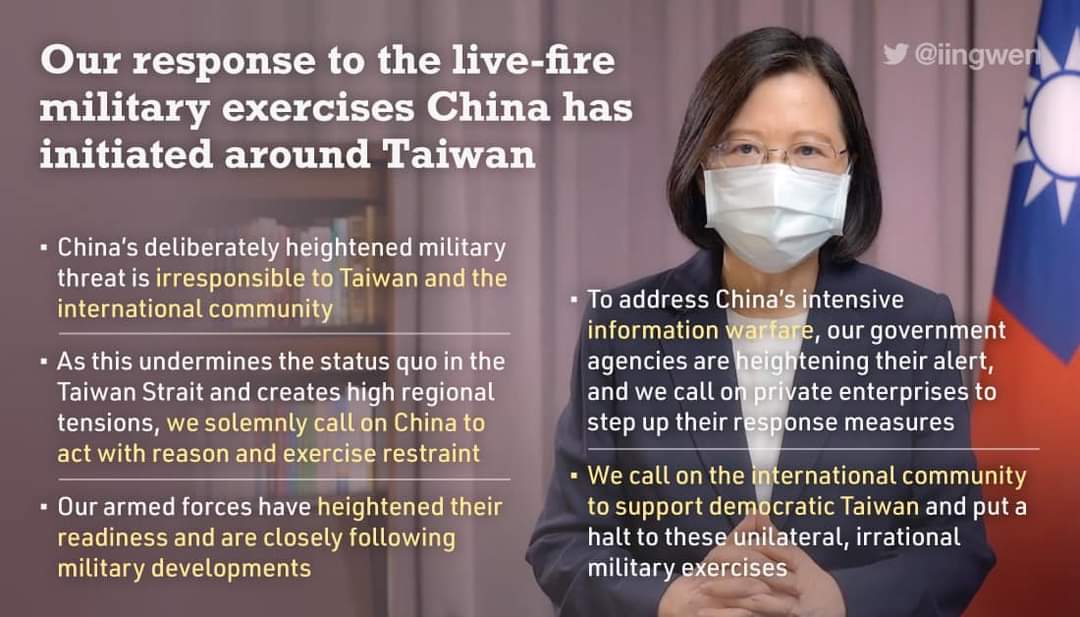 Our response to the live-fire
military exercises China has
initiated around Taiwan
@iingwen
▪ China's deliberately heightened military
threat is irresponsible to Taiwan and the
international community
▪ As this undermines the status quo in the
Taiwan Strait and creates high regional
tensions, we solemnly call on China to
act with reason and exercise restraint
▪ Our armed forces have heightened their
readiness and are closely following
military developments
▪ To address China's intensive
information warfare, our government
agencies are heightening their alert,
and we call on private enterprises to
step up their response measures
▪ We call on the international community
to support democratic Taiwan and put a
halt to these unilateral, irrational
military exercises